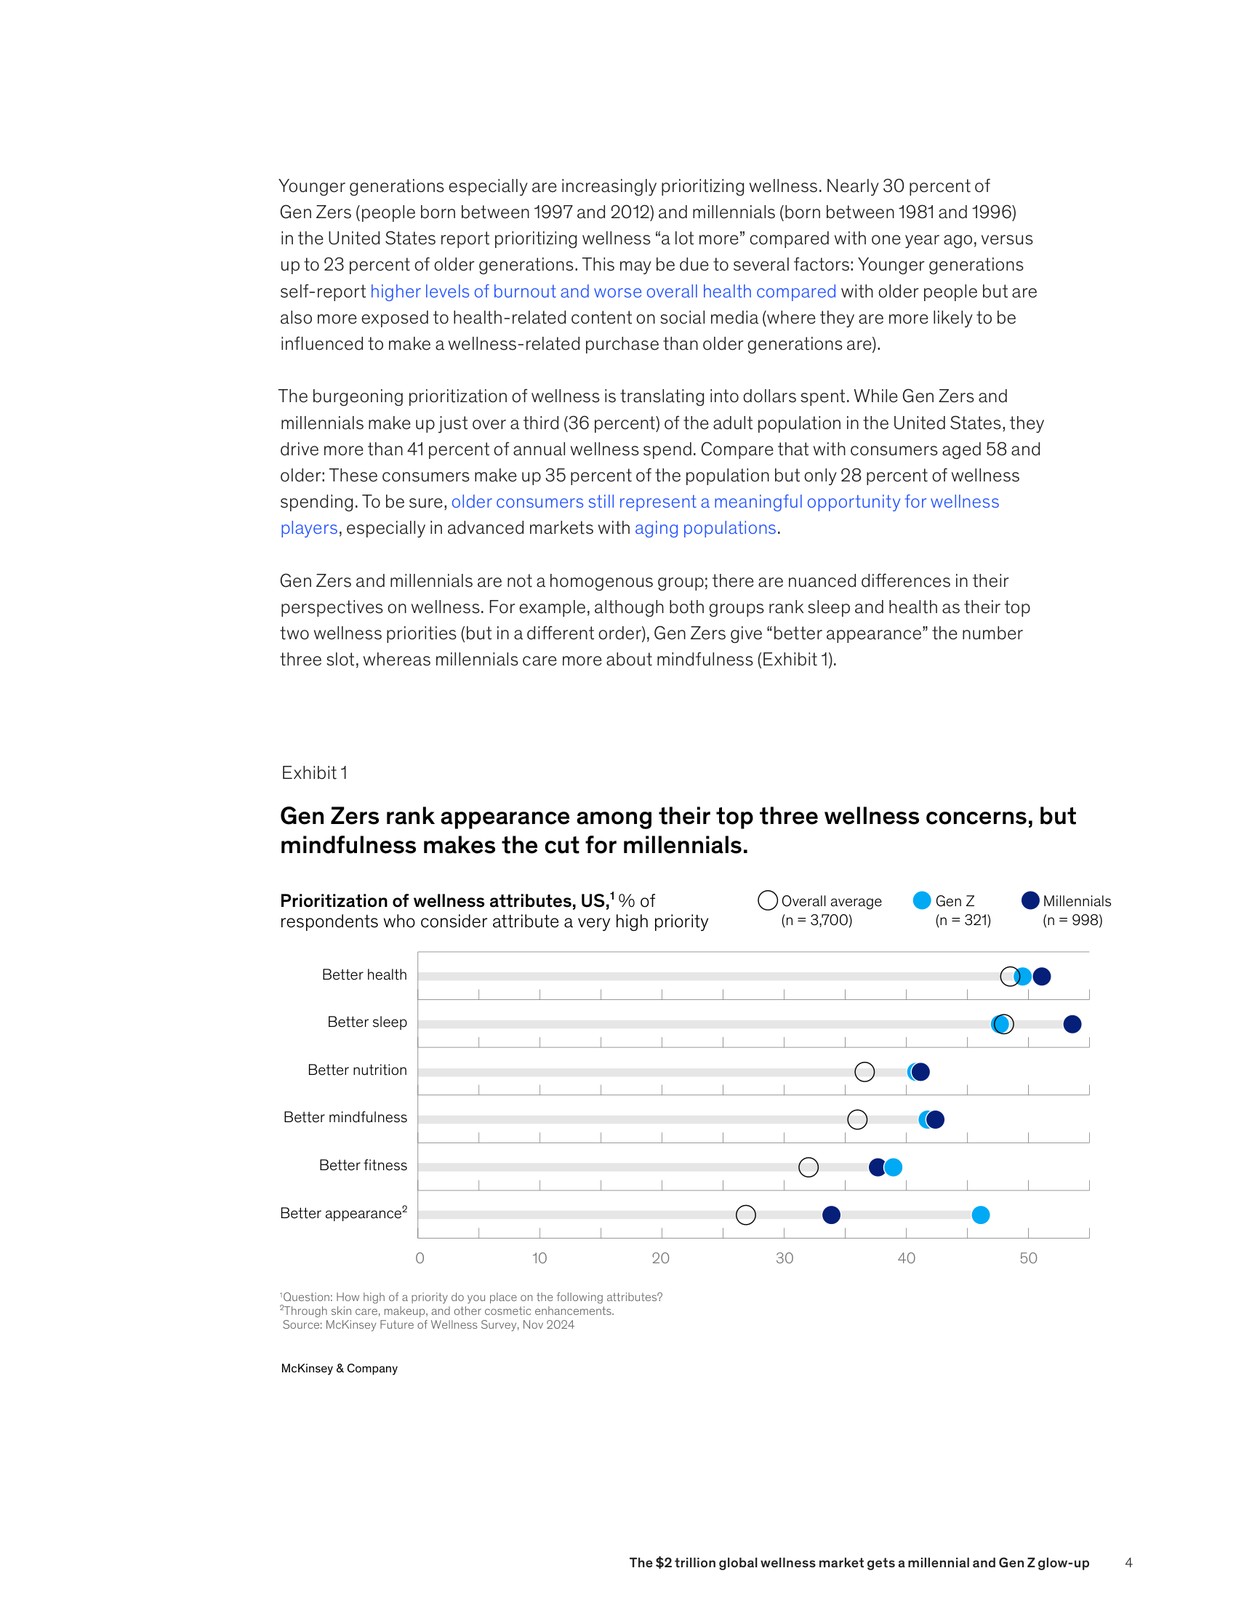 Younger generations especially are increasingly prioritizing wellness. Nearly 30 percent of
Gen Zers (people born between 1997 and 2012) and millennials (born between 1981 and 1996)
in the United States report prioritizing wellness “a lot more” compared with one year ago, versus
up to 23 percent of older generations. This may be due to several factors: Younger generations
self-report higher levels of burnout and worse overall health compared with older people but are
also more exposed to health-related content on social media (where they are more likely to be
influenced to make a wellness-related purchase than older generations are).
The burgeoning prioritization of wellness is translating into dollars spent. While Gen Zers and
millennials make up just over a third (36 percent) of the adult population in the United States, they
drive more than 41 percent of annual wellness spend. Compare that with consumers aged 58 and
older: These consumers make up 35 percent of the population but only 28 percent of wellness
spending. To be sure, older consumers still represent a meaningful opportunity for wellness
players, especially in advanced markets with aging populations.
Gen Zers and millennials are not a homogenous group; there are nuanced differences in their
perspectives on wellness. For example, although both groups rank sleep and health as their top
two wellness priorities (but in a different order), Gen Zers give “better appearance” the number
three slot, whereas millennials care more about mindfulness (Exhibit 1).
Exhibit 1
Gen Zers rank appearance among their top three wellness concerns, but
mindfulness makes the cut for millennials.
Prioritization of wellness attributes, US,¹ % of
respondents who consider attribute a very high priority
Overall average
(n = 3,700)
Gen Z
(n = 321)
Millennials
(n = 998)
Better health
Better sleep
Better nutrition
Better mindfulness
Better fitness
Better appearance²
0 10 20 30 40 50
¹Question: How high of a priority do you place on the following attributes?
²Through skin care, makeup, and other cosmetic enhancements.
Source: McKinsey Future of Wellness Survey, Nov 2024
McKinsey & Company
The $2 trillion global wellness market gets a millennial and Gen Z glow-up 4